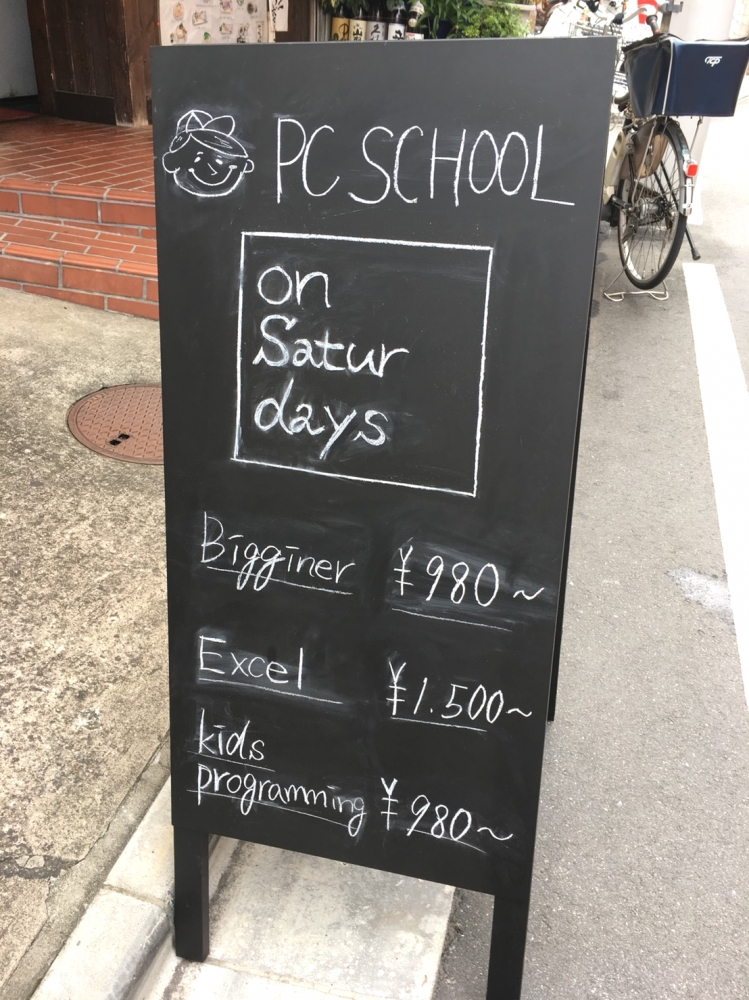 PC SCHOOL
on
Satur
days
Bigginer ¥980~
Excel ¥1.500~
kids
programming ¥980~